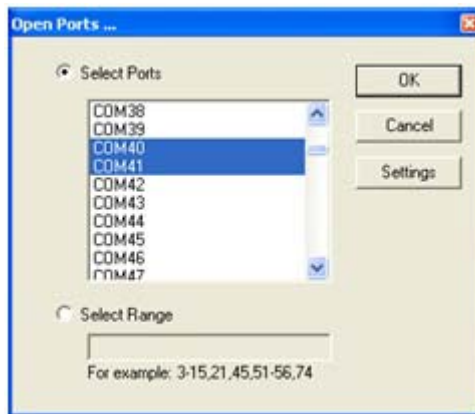 Open Ports ...
Select Ports
COM38
COM39
COM40
COM41
COM42
COM43
COM44
COM45
COM46
COM47
OK
Cancel
Settings
Select Range
For example: 3-15,21,45,51-56,74